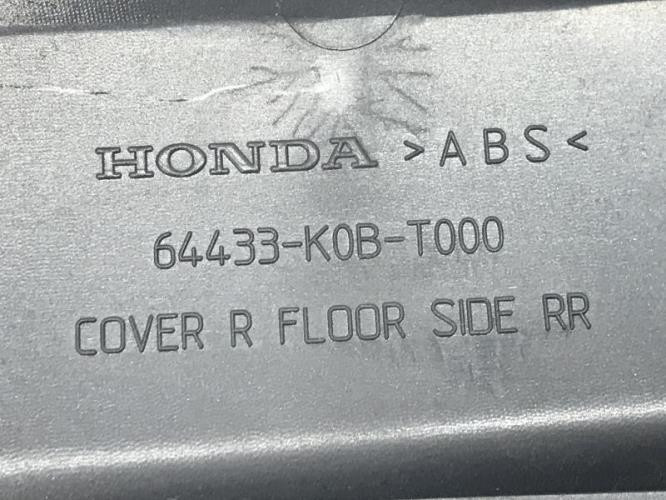 HONDA >ABS<
64433-K0B-T000
COVER R FLOOR SIDE RR